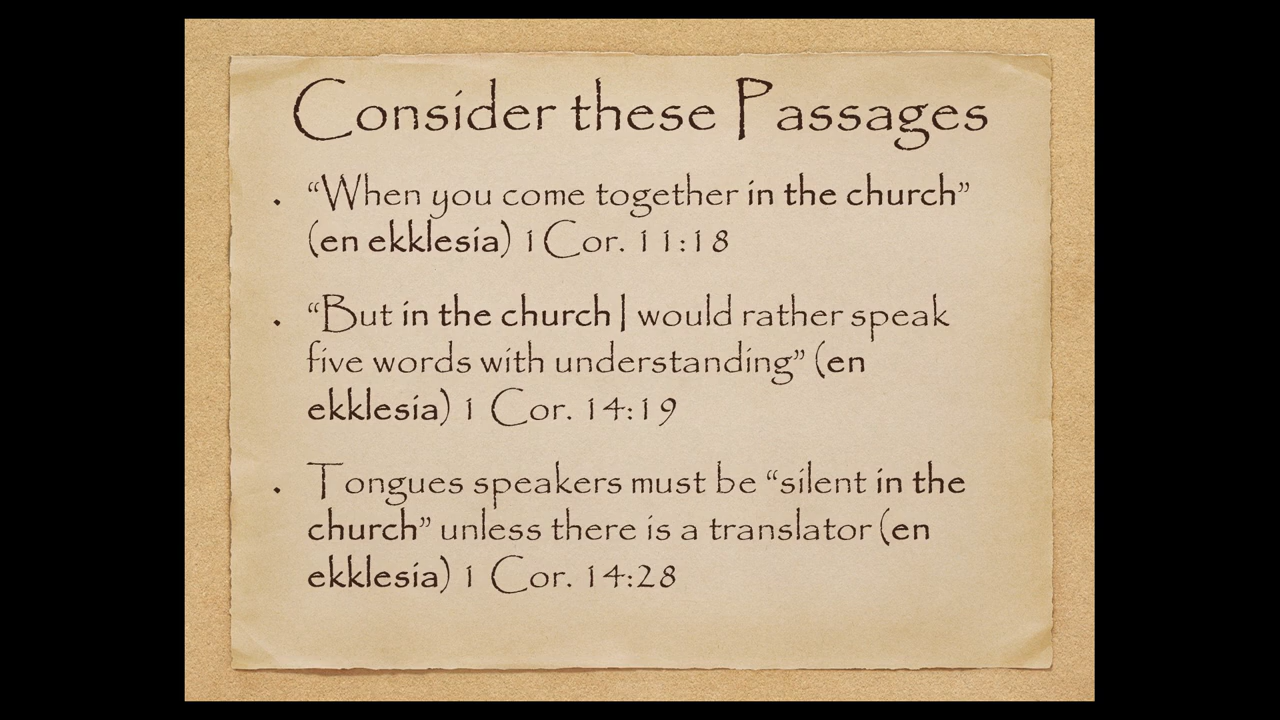 Consider these Passages
• “When you come together in the church”
(en ekklesia) 1 Cor. 11:18
• “But in the church I would rather speak
five words with understanding” (en
ekklesia) 1 Cor. 14:19
• Tongues speakers must be “silent in the
church” unless there is a translator (en
ekklesia) 1 Cor. 14:28